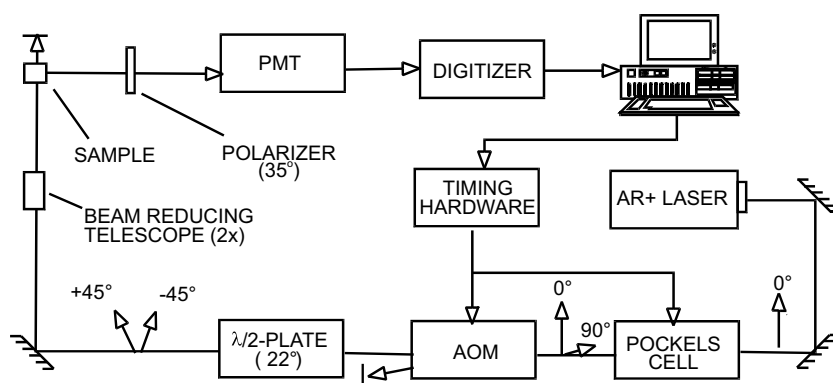 PMT
DIGITIZER
SAMPLE
POLARIZER
(35°)
TIMING
HARDWARE
AR+ LASER
BEAM REDUCING
TELESCOPE (2x)
+45°
-45°
0°
90°
0°
λ/2-PLATE
( 22°)
AOM
POCKELS
CELL